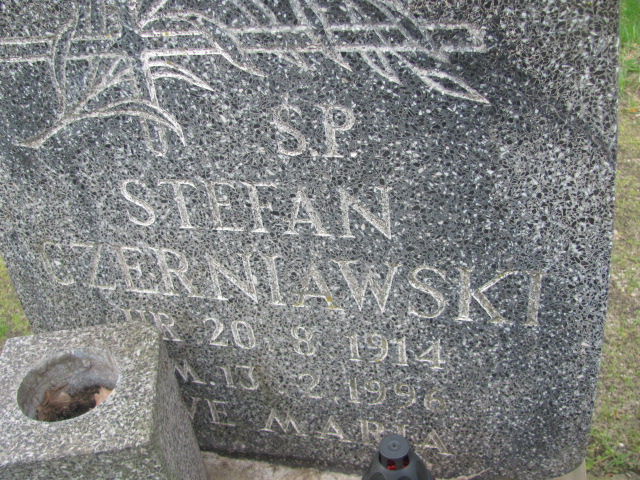 Ś.P.
STEFAN
CZERNIAWSKI
UR 20 8 1914
M. 13 2 1996
VE MARIA